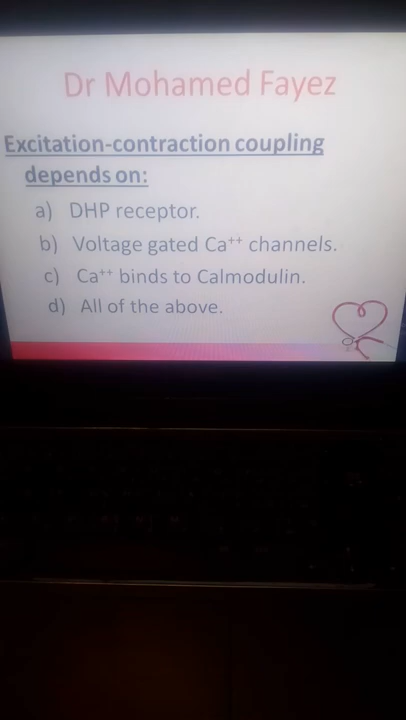 Dr Mohamed Fayez
Excitation-contraction coupling
depends on:
a) DHP receptor.
b) Voltage gated Ca⁺⁺ channels.
c) Ca⁺⁺ binds to Calmodulin.
d) All of the above.